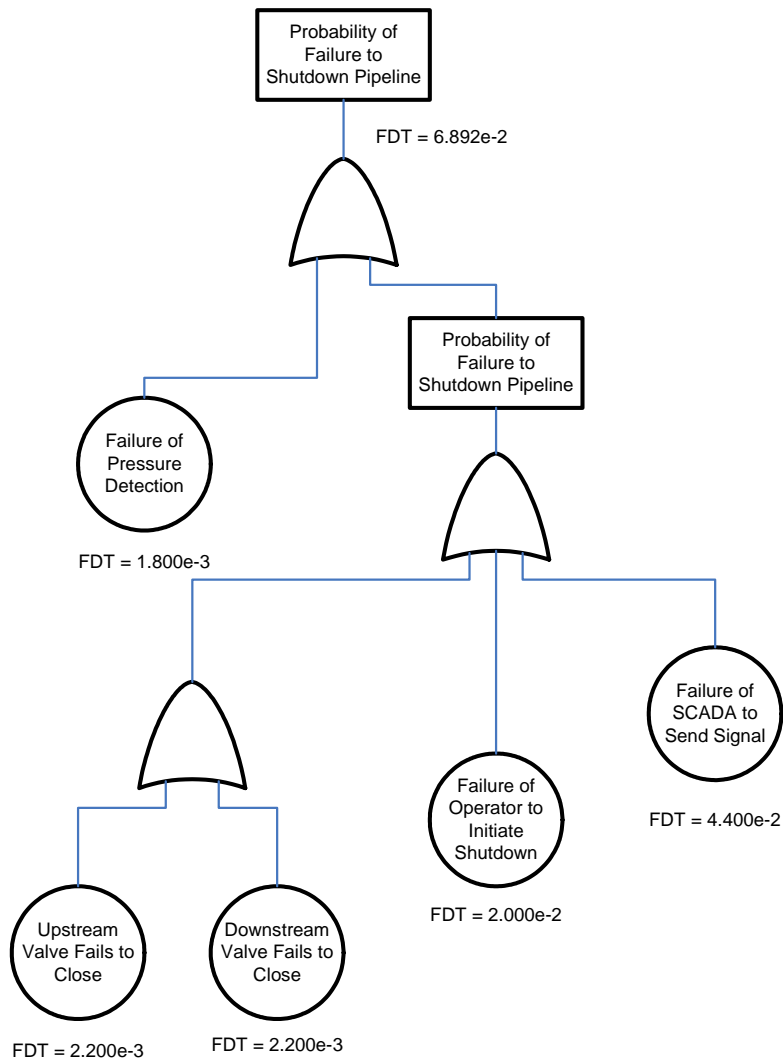 Probability of
Failure to
Shutdown Pipeline
FDT = 6.892e-2
Probability of
Failure to
Shutdown Pipeline
Failure of
Pressure
Detection
FDT = 1.800e-3
Failure of
SCADA to
Send Signal
FDT = 4.400e-2
Failure of
Operator to
Initiate
Shutdown
FDT = 2.000e-2
Upstream
Valve Fails to
Close
FDT = 2.200e-3
Downstream
Valve Fails to
Close
FDT = 2.200e-3